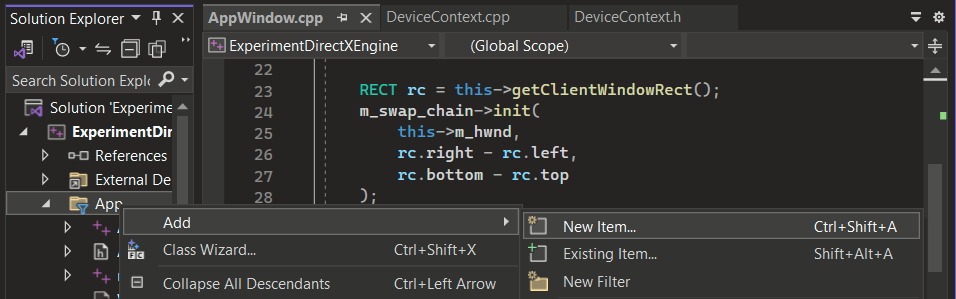 Solution Explorer
AppWindow.cpp
DeviceContext.cpp
DeviceContext.h
ExperimentDirectXEngine
(Global Scope)
Search Solution Explo
Solution 'Experime
ExperimentDir
References
External De
App
22
23 RECT rc = this->getClientWindowRect();
24 m_swap_chain->init(
25 this->m_hwnd,
26 rc.right - rc.left,
27 rc.bottom - rc.top
28 );
Add
Class Wizard... Ctrl+Shift+X
Collapse All Descendants Ctrl+Left Arrow
New Item... Ctrl+Shift+A
Existing Item... Shift+Alt+A
New Filter